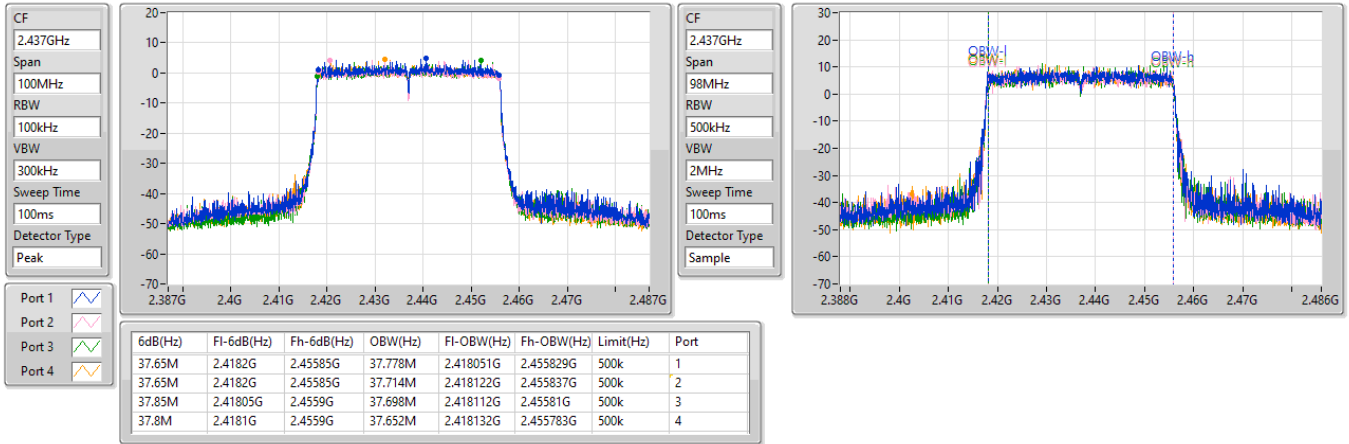 CF
2.437GHz
Span
100MHz
RBW
100kHz
VBW
300kHz
Sweep Time
100ms
Detector Type
Peak
20
10
0
-10
-20
-30
-40
-50
-60
-70
2.387G 2.4G 2.41G 2.42G 2.43G 2.44G 2.45G 2.46G 2.47G 2.487G
CF
2.437GHz
Span
98MHz
RBW
500kHz
VBW
2MHz
Sweep Time
100ms
Detector Type
Sample
30
20
10
0
-10
-20
-30
-40
-50
-60
-70
OBW-l
OBW-h
2.388G 2.4G 2.41G 2.42G 2.43G 2.44G 2.45G 2.46G 2.47G 2.486G
Port 1
Port 2
Port 3
Port 4
6dB(Hz) Fl-6dB(Hz) Fh-6dB(Hz) OBW(Hz) Fl-OBW(Hz) Fh-OBW(Hz) Limit(Hz) Port
37.65M 2.4182G 2.45585G 37.778M 2.418051G 2.455829G 500k 1
37.65M 2.4182G 2.45585G 37.714M 2.418122G 2.455837G 500k 2
37.85M 2.41805G 2.4559G 37.698M 2.418112G 2.45581G 500k 3
37.8M 2.4181G 2.4559G 37.652M 2.418132G 2.455783G 500k 4